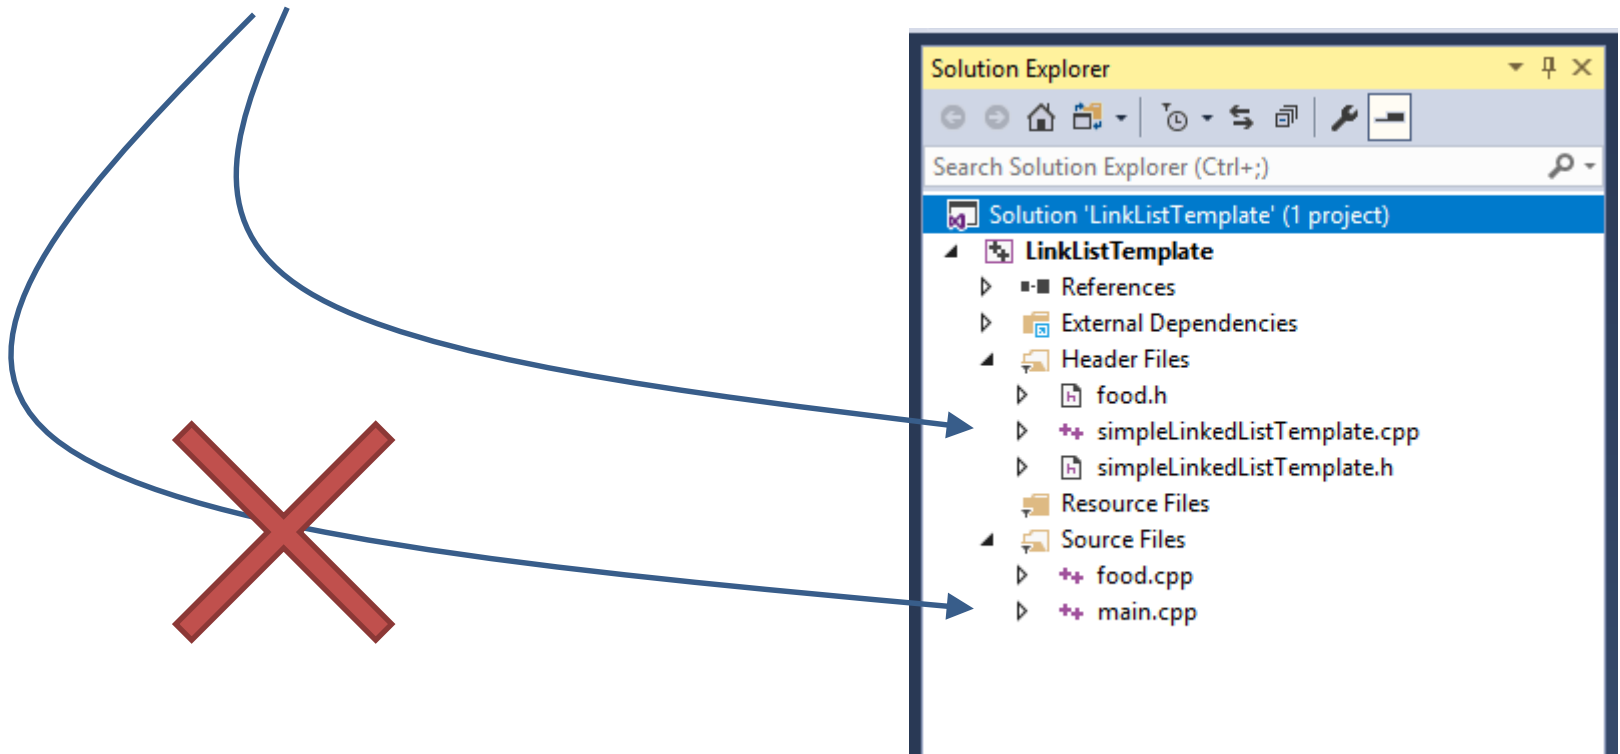 Solution Explorer
Search Solution Explorer (Ctrl+;)
Solution 'LinkListTemplate' (1 project)
LinkListTemplate
References
External Dependencies
Header Files
food.h
simpleLinkedListTemplate.cpp
simpleLinkedListTemplate.h
Resource Files
Source Files
food.cpp
main.cpp